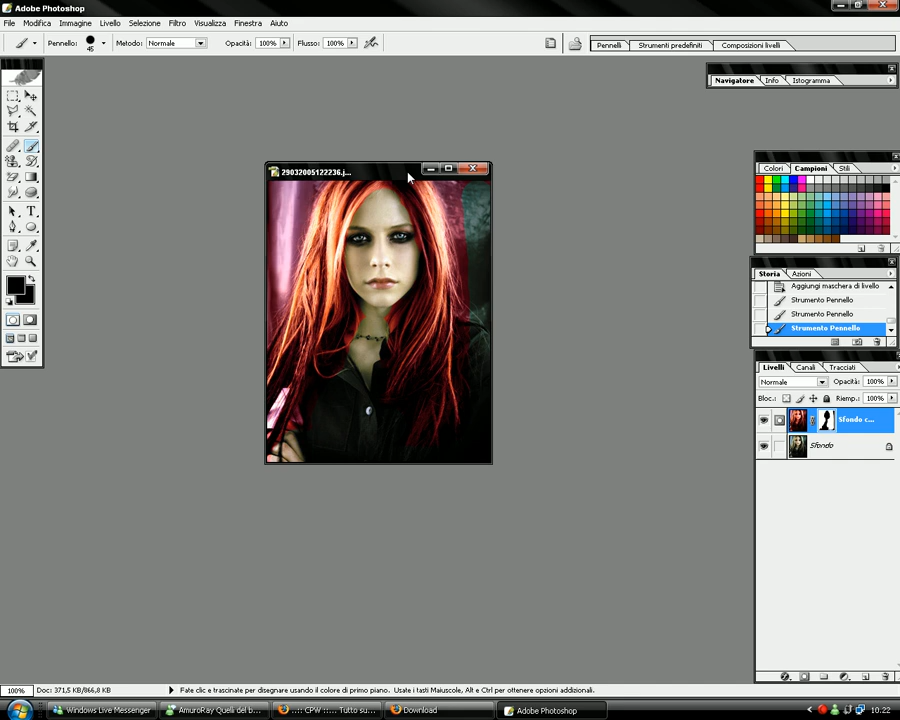 Adobe Photoshop
File Modifica Immagine Livello Selezione Filtro Visualizza Finestra Aiuto
Pennello: 45 Metodo: Normale Opacità: 100% Flusso: 100% Pennelli Strumenti predefiniti Composizioni livelli
Navigatore Info Istogramma
29032005122236.j...
Colori Campioni Stili
Storia Azioni
Aggiungi maschera di livello
Strumento Pennello
Strumento Pennello
Strumento Pennello
Livelli Canali Tracciati
Normale Opacità: 100%
Bloc.: Riemp.: 100%
Sfondo c...
Sfondo
100% Doc: 371,5 KB/866,8 KB Fate clic e trascinate per disegnare usando il colore di primo piano. Usate i tasti Maiuscole, Alt e Ctrl per ottenere opzioni addizionali.
Windows Live Messenger AmuroRay Quelli del b... ..:: CPW ::... Tutto su... Download Adobe Photoshop 10.22